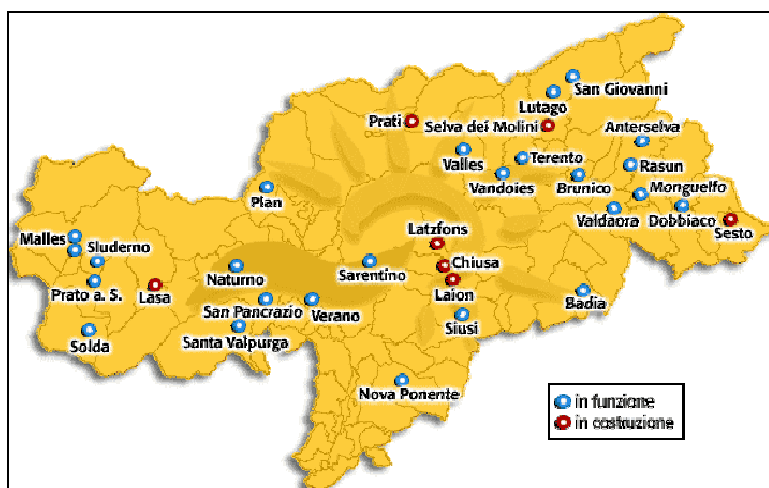 San Giovanni
Lutago
Prati
Selva dei Molini
Anterselva
Valles
Terento
Rasun
Vandoies
Brunico
Monguelfo
Plan
Valdaora
Dobbiaco
Sesto
Malles
Latzfons
Sluderno
Chiusa
Sarentino
Naturno
Prato a. S.
Lasa
Laion
Badia
San Pancrazio
Verano
Siusi
Solda
Santa Valpurga
Nova Ponente
in funzione
in costruzione